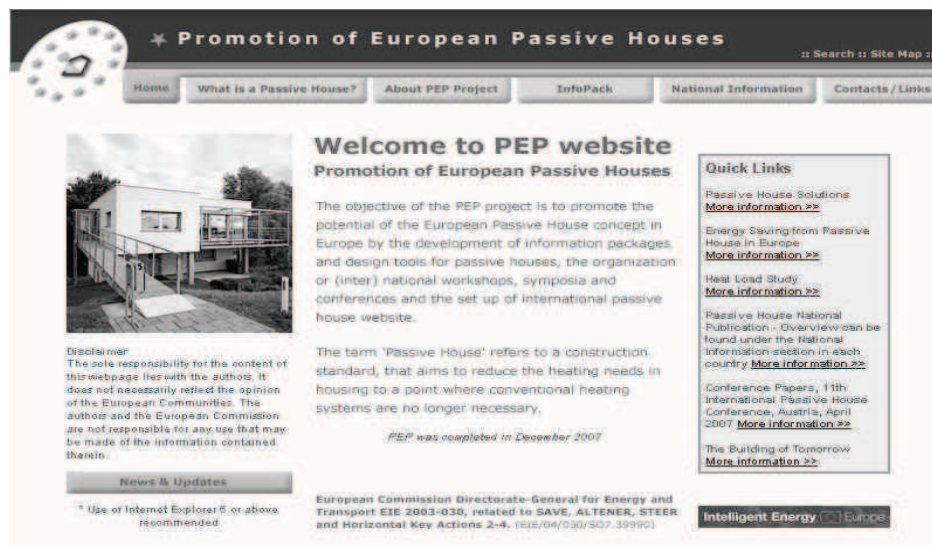 Promotion of European Passive Houses
:: Search :: Site Map ::
Home
What is a Passive House?
About PEP Project
InfoPack
National Information
Contacts / Links
Welcome to PEP website
Promotion of European Passive Houses
The objective of the PEP project is to promote the
potential of the European Passive House concept in
Europe by the development of information packages
and design tools for passive houses, the organization
or (inter) national workshops, symposia and
conferences and the set up of international passive
house website.
The term 'Passive House' refers to a construction
standard, that aims to reduce the heating needs in
housing to a point where conventional heating
systems are no longer necessary.
PEP was completed in December 2007
European Commission Directorate-General for Energy and
Transport EIE 2003-030, related to SAVE, ALTENER, STEER
and Horizontal Key Actions 2-4. (EIE/04/030/SO7.39990)
Disclaimer
The sole responsibility for the content of
this webpage lies with the authors. It
does not necessarily reflect the opinion
of the European Communities. The
authors and the European Commission
are not responsible for any use that may
be made of the information contained
therein.
News & Updates
* Use of Internet Explorer 6 or above
recommended
Quick Links
Passive House Solutions
More information >>
Energy Saving from Passive
House in Europe
More information >>
Heat Load Study
More information >>
Passive House National
Publication - Overview can be
found under the National
Information section in each
country More information >>
Conference Papers, 11th
International Passive House
Conference, Austria, April
2007 More information >>
The Building of Tomorrow
More information >>
Intelligent Energy Europe